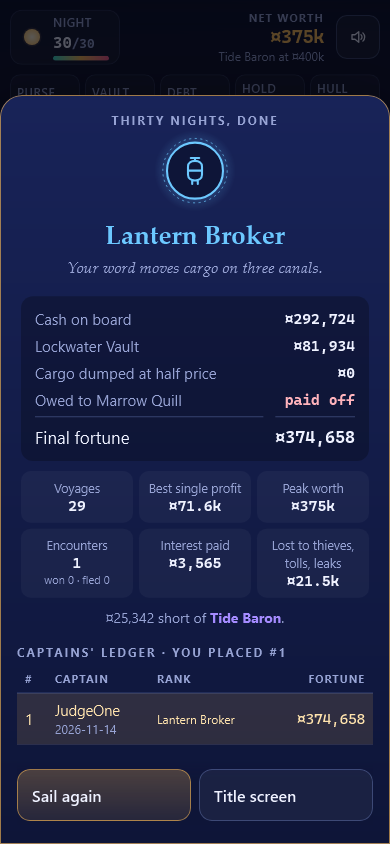 NIGHT
30/30
NET WORTH
¤375k
Tide Baron at ¤400k
PURSE VAULT DEBT HOLD HULL
THIRTY NIGHTS, DONE
Lantern Broker
Your word moves cargo on three canals.
Cash on board ¤292,724
Lockwater Vault ¤81,934
Cargo dumped at half price ¤0
Owed to Marrow Quill paid off
Final fortune ¤374,658
Voyages
29
Best single profit
¤71.6k
Peak worth
¤375k
Encounters
1
won 0 · fled 0
Interest paid
¤3,565
Lost to thieves,
tolls, leaks
¤21.5k
¤25,342 short of Tide Baron.
CAPTAINS' LEDGER · YOU PLACED #1
# CAPTAIN RANK FORTUNE
1 JudgeOne Lantern Broker ¤374,658
2026-11-14
Sail again
Title screen